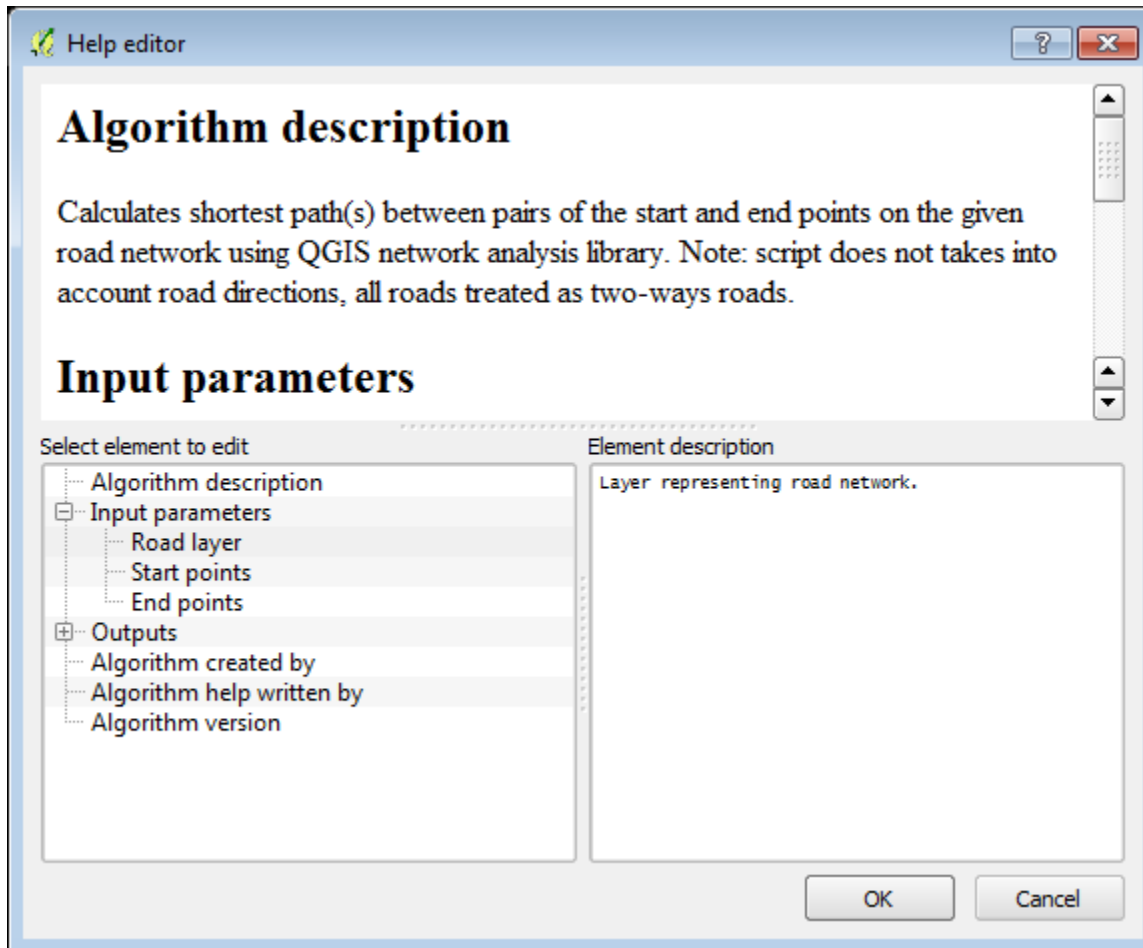 Help editor
Algorithm description
Calculates shortest path(s) between pairs of the start and end points on the given
road network using QGIS network analysis library. Note: script does not takes into
account road directions, all roads treated as two-ways roads.
Input parameters
Select element to edit
Algorithm description
Input parameters
Road layer
Start points
End points
Outputs
Algorithm created by
Algorithm help written by
Algorithm version
Element description
Layer representing road network.
OK
Cancel